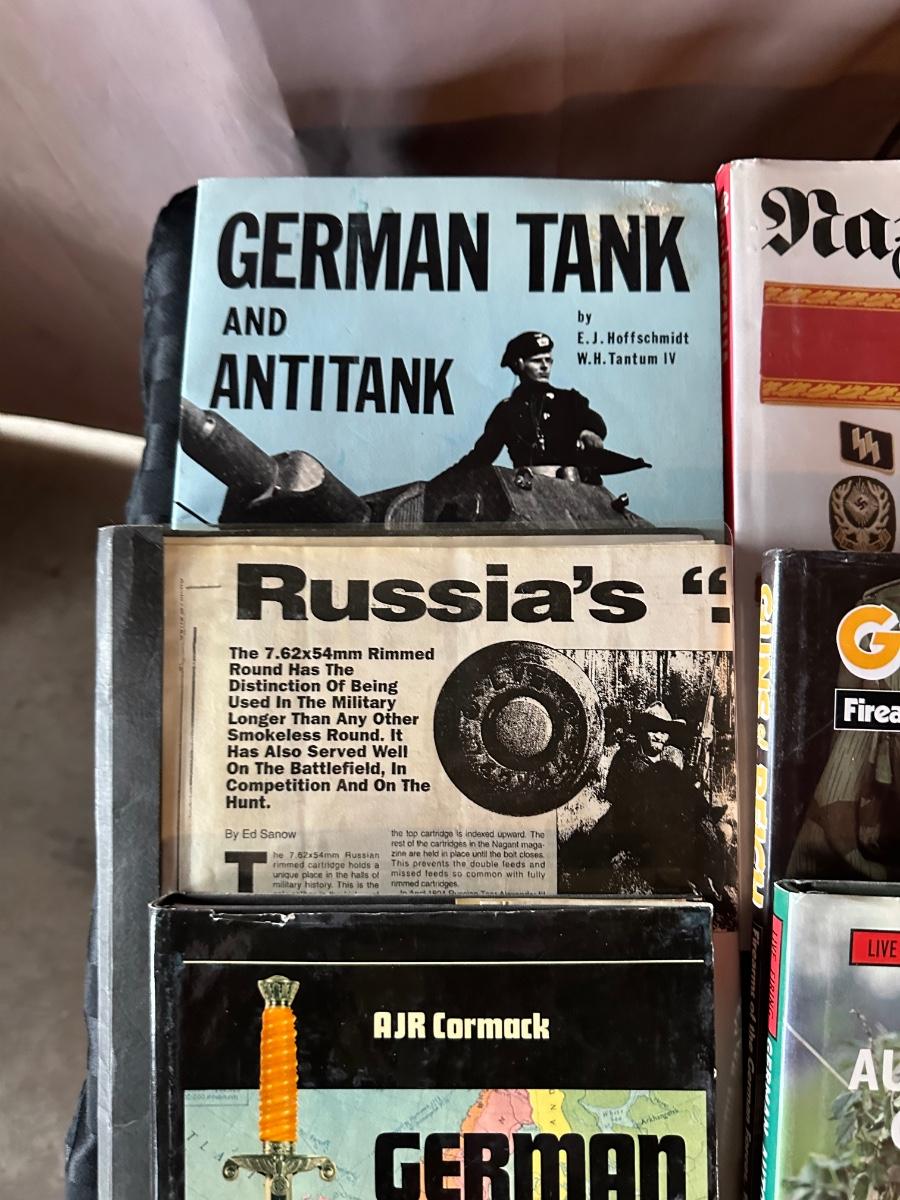 GERMAN TANK
AND
ANTITANK
by
E.J. Hoffschmidt
W.H. Tantum IV
Russia's “
The 7.62x54mm Rimmed
Round Has The
Distinction Of Being
Used In The Military
Longer Than Any Other
Smokeless Round. It
Has Also Served Well
On The Battlefield, In
Competition And On The
Hunt.
By Ed Sanow
The 7.62x54mm Russian
rimmed cartridge holds a
unique place in the halls of
military history. This is the
the top cartridge is indexed upward. The
rest of the cartridges in the Nagant maga-
zine are held in place until the bolt closes.
This prevents the double feeds and
missed feeds so common with fully
rimmed cartridges.
AJR Cormack
GERMAN
Naz
G
Firea
LIVE
AU
LIVE FIRING